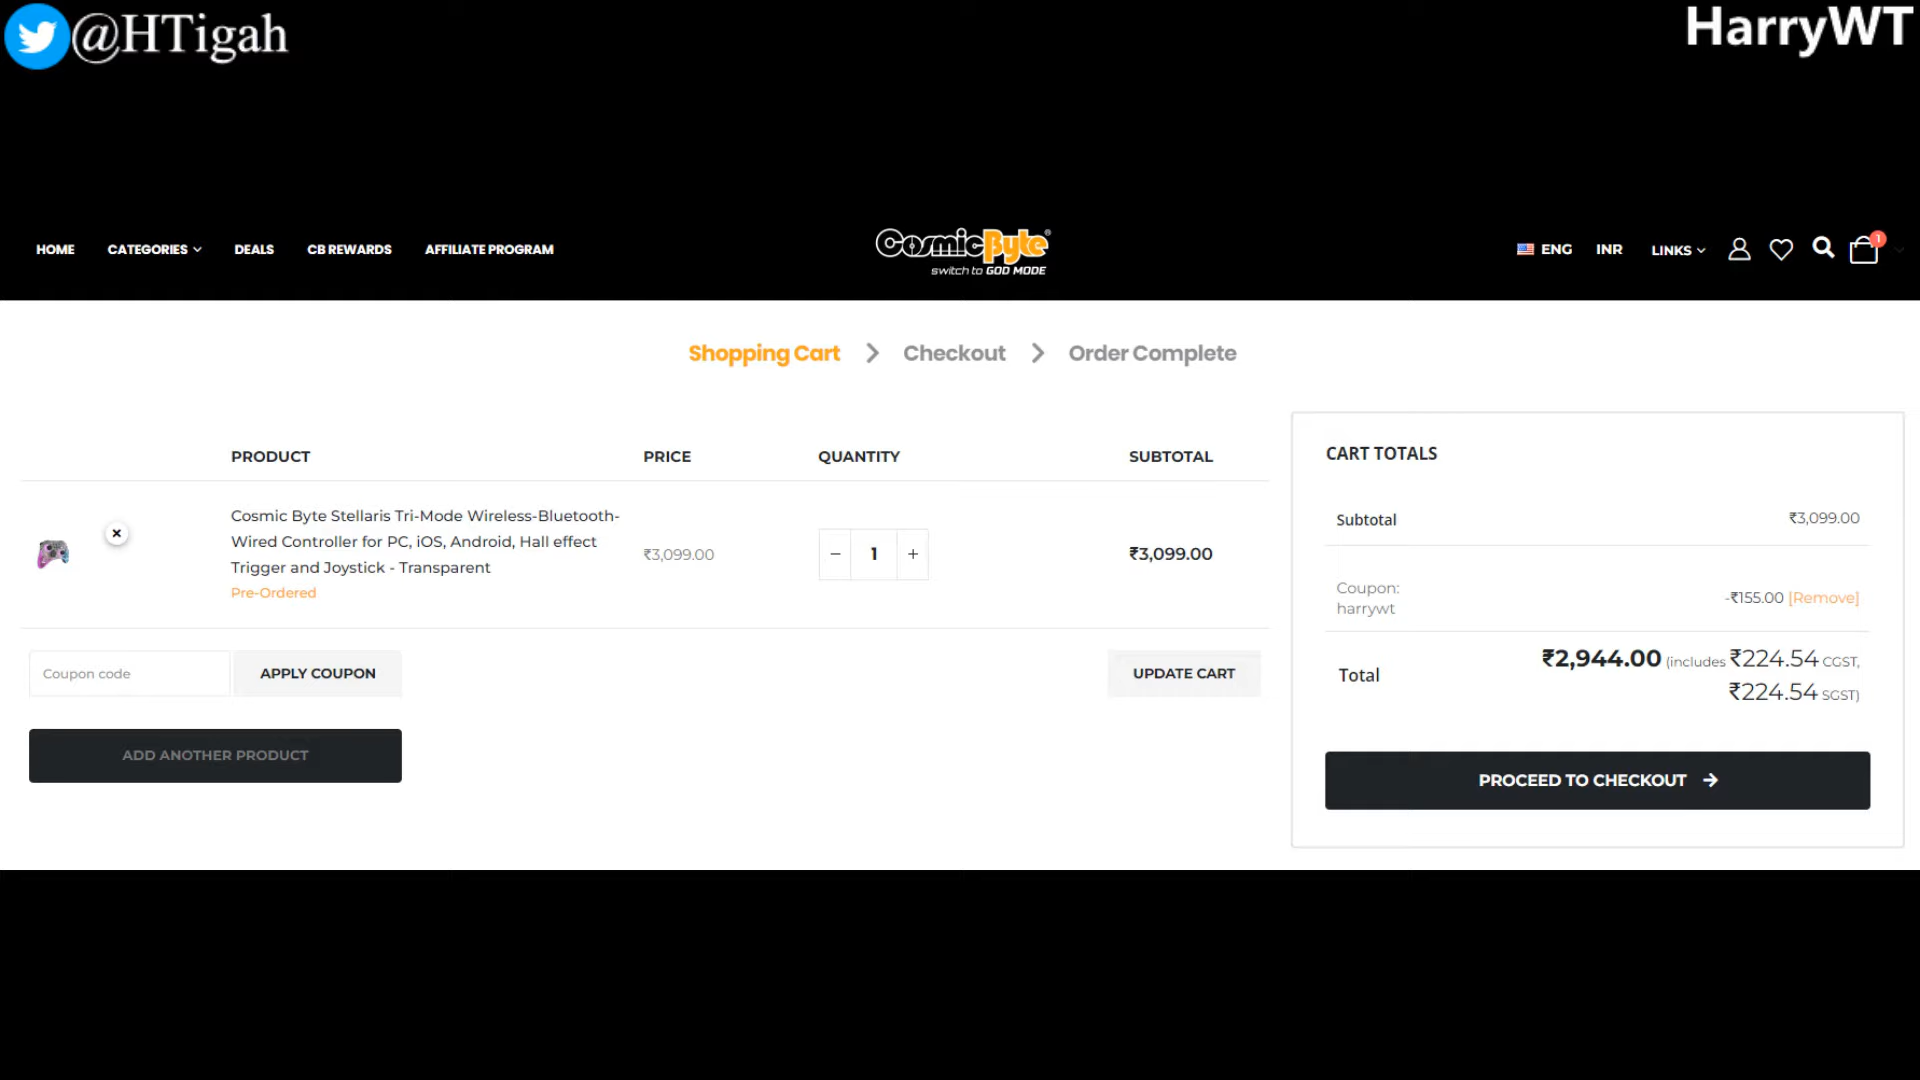 @HTigah
HarryWT
HOME
CATEGORIES
DEALS
CB REWARDS
AFFILIATE PROGRAM
CosmicByte®
switch to GOD MODE
ENG
INR
LINKS
1
Shopping Cart
Checkout
Order Complete
PRODUCT
PRICE
QUANTITY
SUBTOTAL
Cosmic Byte Stellaris Tri-Mode Wireless-Bluetooth-
Wired Controller for PC, iOS, Android, Hall effect
Trigger and Joystick - Transparent
Pre-Ordered
₹3,099.00
− 1 +
₹3,099.00
Coupon code
APPLY COUPON
UPDATE CART
ADD ANOTHER PRODUCT
CART TOTALS
Subtotal
₹3,099.00
Coupon:
harrywt
-₹155.00 [Remove]
Total
₹2,944.00 (includes ₹224.54 CGST,
₹224.54 SGST)
PROCEED TO CHECKOUT